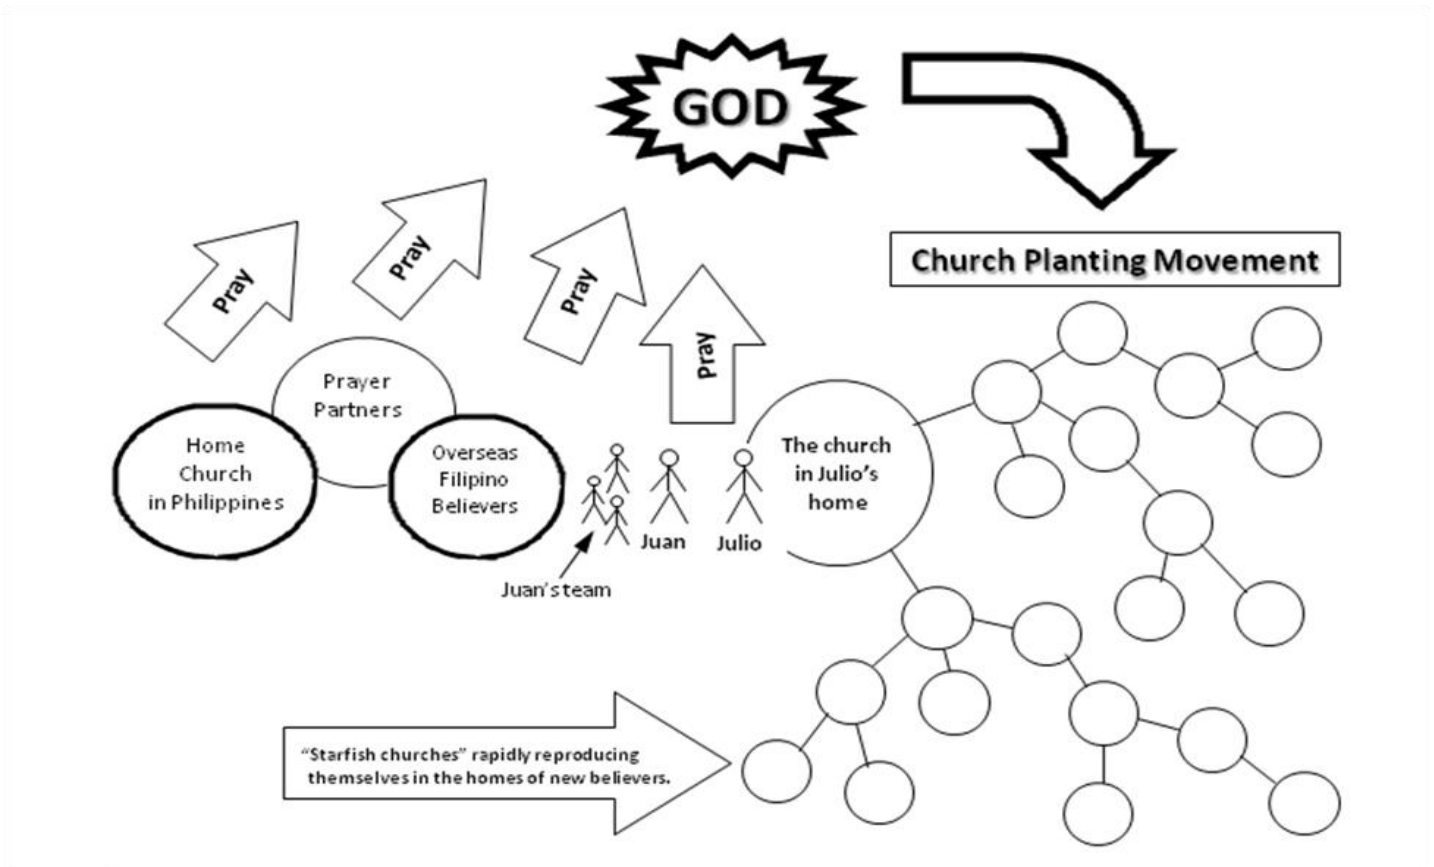 GOD
Pray
Pray
Pray
Pray
Church Planting Movement
Prayer
Partners
Home
Church
in Philippines
Overseas
Filipino
Believers
The church
in Julio's
home
Juan
Julio
Juan's team
“Starfish churches” rapidly reproducing
themselves in the homes of new believers.